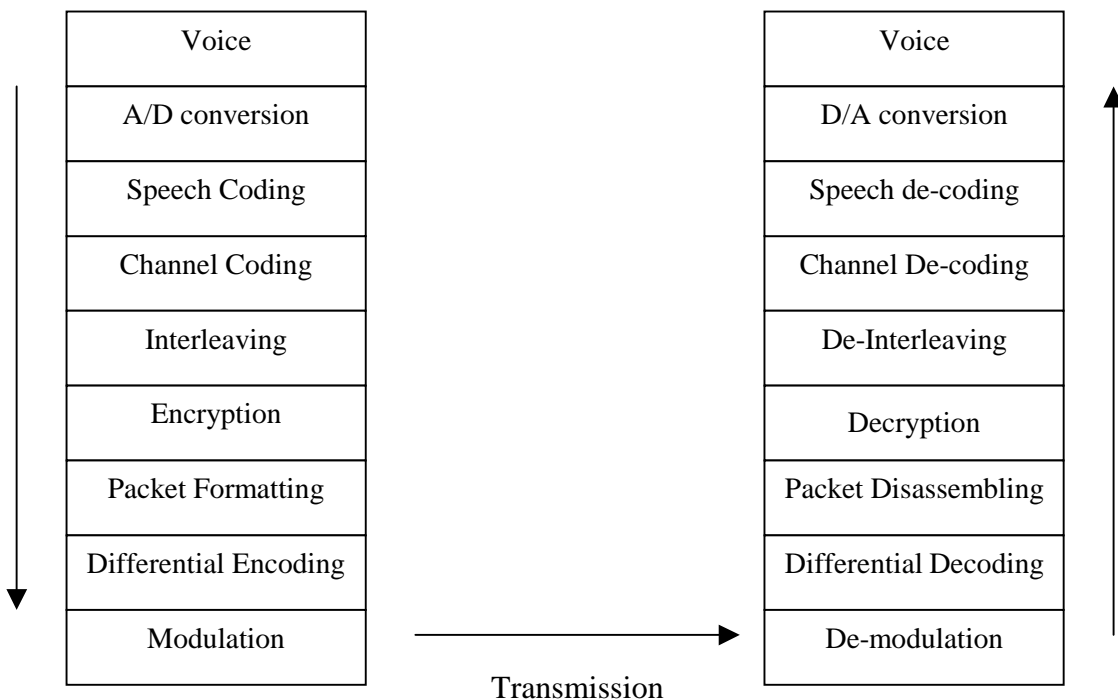 Voice
A/D conversion
Speech Coding
Channel Coding
Interleaving
Encryption
Packet Formatting
Differential Encoding
Modulation
Transmission
Voice
D/A conversion
Speech de-coding
Channel De-coding
De-Interleaving
Decryption
Packet Disassembling
Differential Decoding
De-modulation